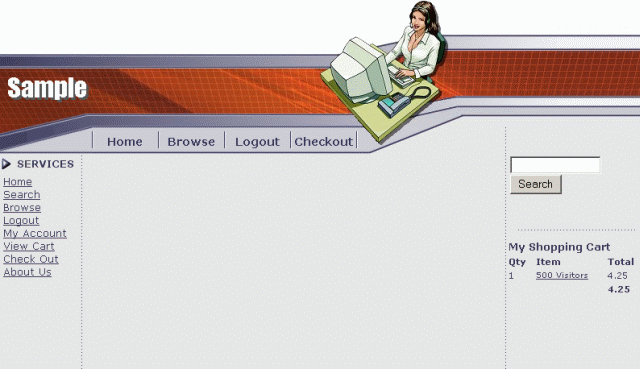 Sample
Home Browse Logout Checkout
SERVICES
Home
Search
Browse
Logout
My Account
View Cart
Check Out
About Us
Search
My Shopping Cart
Qty Item Total
1 500 Visitors 4.25
4.25